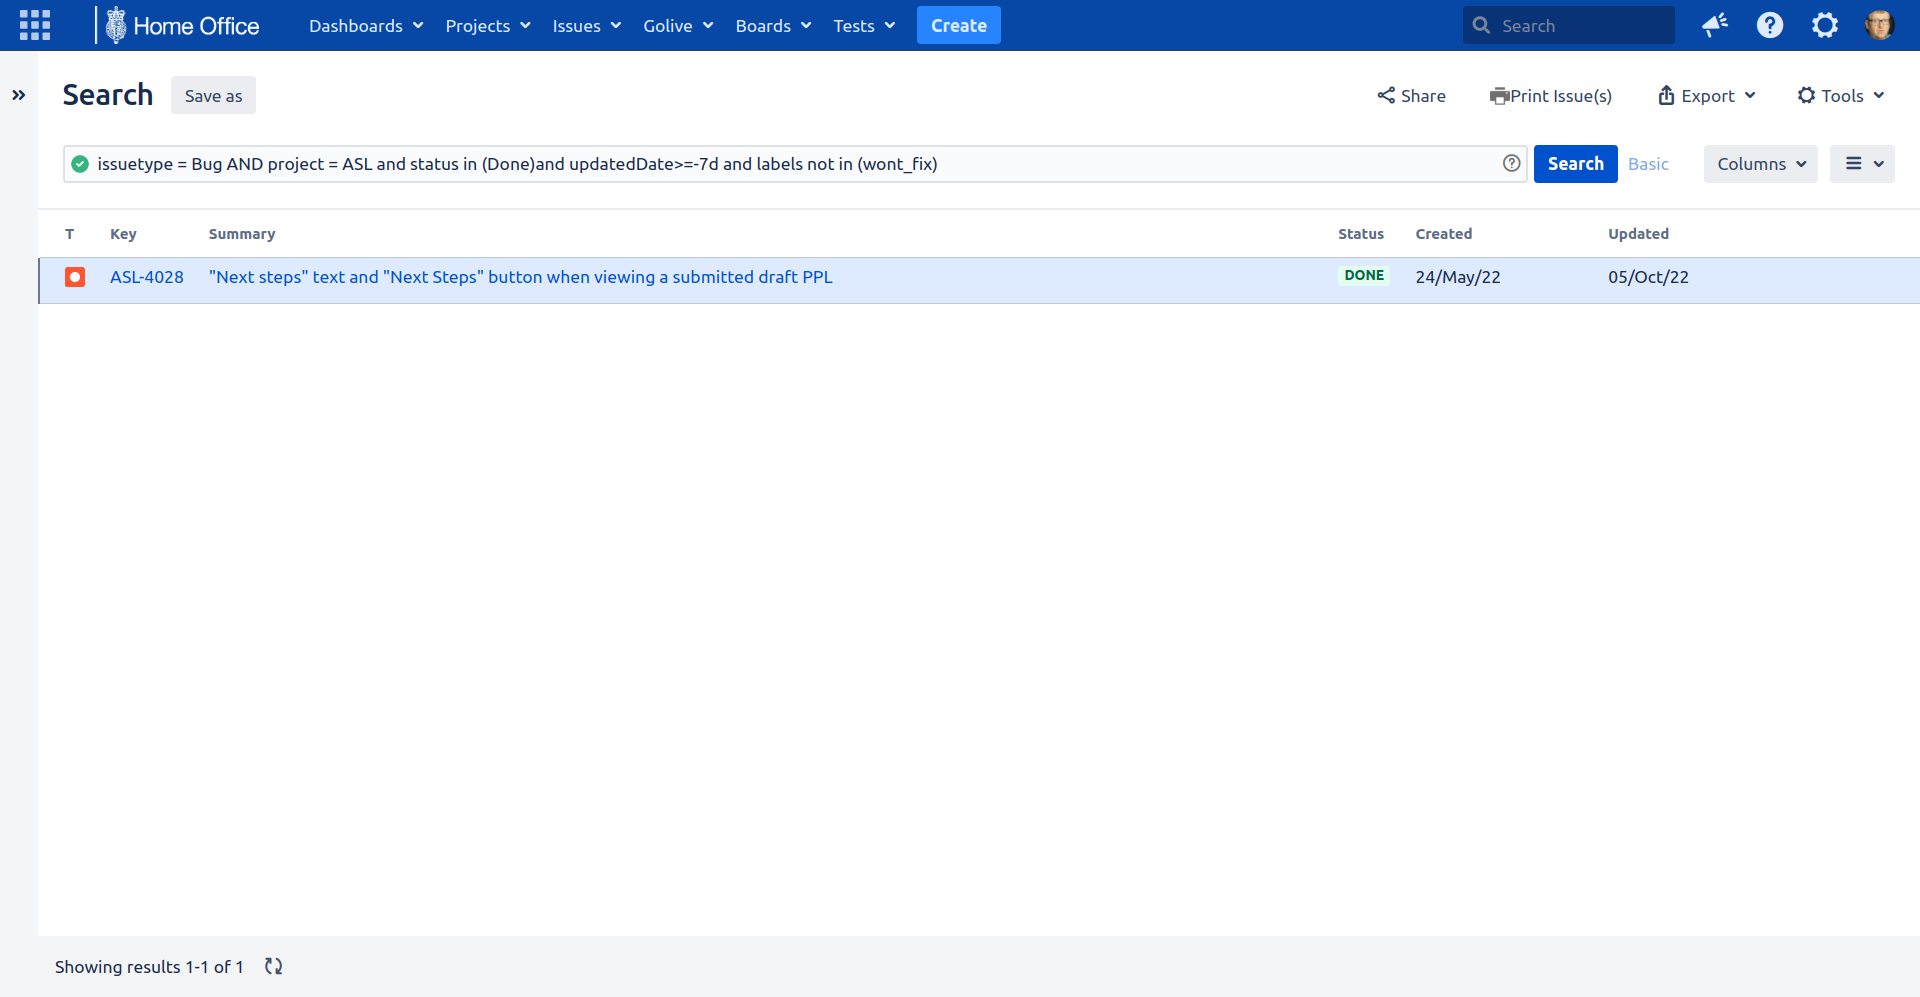 Home Office Dashboards Projects Issues Golive Boards Tests Create Search
Search Save as Share Print Issue(s) Export Tools
issuetype = Bug AND project = ASL and status in (Done)and updatedDate>=-7d and labels not in (wont_fix) Search Basic Columns
T Key Summary Status Created Updated
ASL-4028 "Next steps" text and "Next Steps" button when viewing a submitted draft PPL DONE 24/May/22 05/Oct/22
Showing results 1-1 of 1